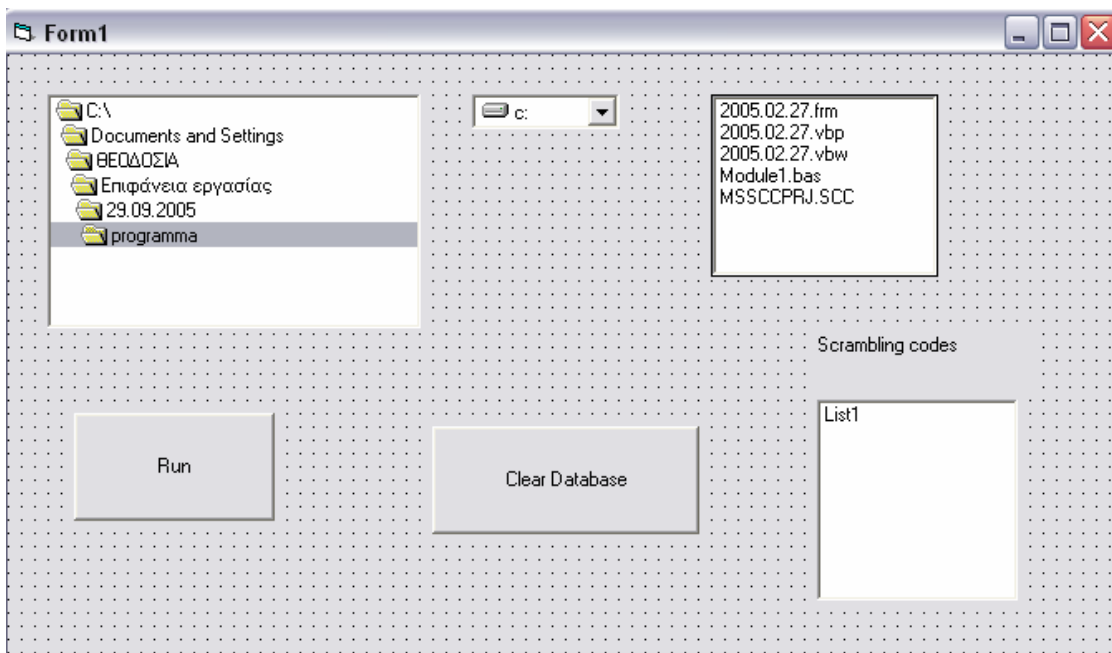 Form1
C:\
Documents and Settings
ΘΕΟΔΟΣΙΑ
Επιφάνεια εργασίας
29.09.2005
programma
c:
2005.02.27.frm
2005.02.27.vbp
2005.02.27.vbw
Module1.bas
MSSCCPRJ.SCC
Scrambling codes
List1
Run
Clear Database